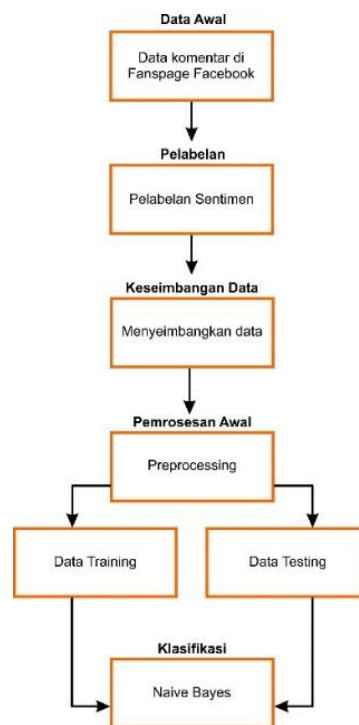 Data Awal
Data komentar di
Fanspage Facebook
Pelabelan
Pelabelan Sentimen
Keseimbangan Data
Menyeimbangkan data
Pemrosesan Awal
Preprocessing
Data Training
Data Testing
Klasifikasi
Naive Bayes